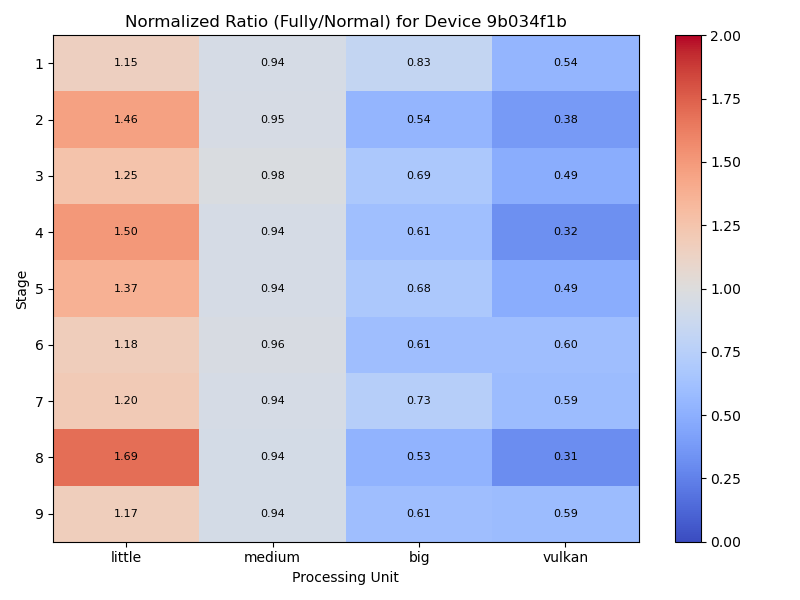 Normalized Ratio (Fully/Normal) for Device 9b034f1b
Stage
1 1.15 0.94 0.83 0.54
2 1.46 0.95 0.54 0.38
3 1.25 0.98 0.69 0.49
4 1.50 0.94 0.61 0.32
5 1.37 0.94 0.68 0.49
6 1.18 0.96 0.61 0.60
7 1.20 0.94 0.73 0.59
8 1.69 0.94 0.53 0.31
9 1.17 0.94 0.61 0.59
little medium big vulkan
Processing Unit
2.00
1.75
1.50
1.25
1.00
0.75
0.50
0.25
0.00